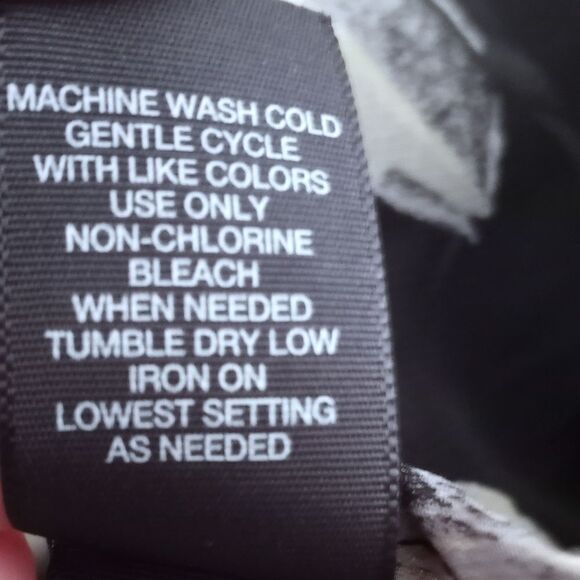 MACHINE WASH COLD
GENTLE CYCLE
WITH LIKE COLORS
USE ONLY
NON-CHLORINE
BLEACH
WHEN NEEDED
TUMBLE DRY LOW
IRON ON
LOWEST SETTING
AS NEEDED